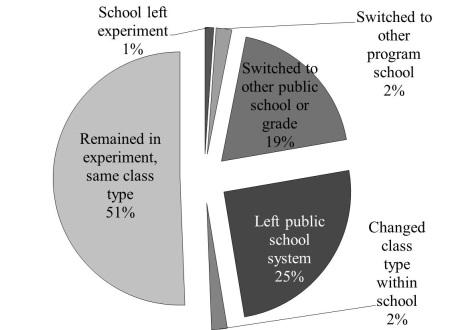 School left
experiment
1%
Switched to
other
program
school
2%
Switched to
other public
school or
grade
19%
Remained in
experiment,
same class
type
51%
Left public
school
system
25%
Changed
class
type
within
school
2%